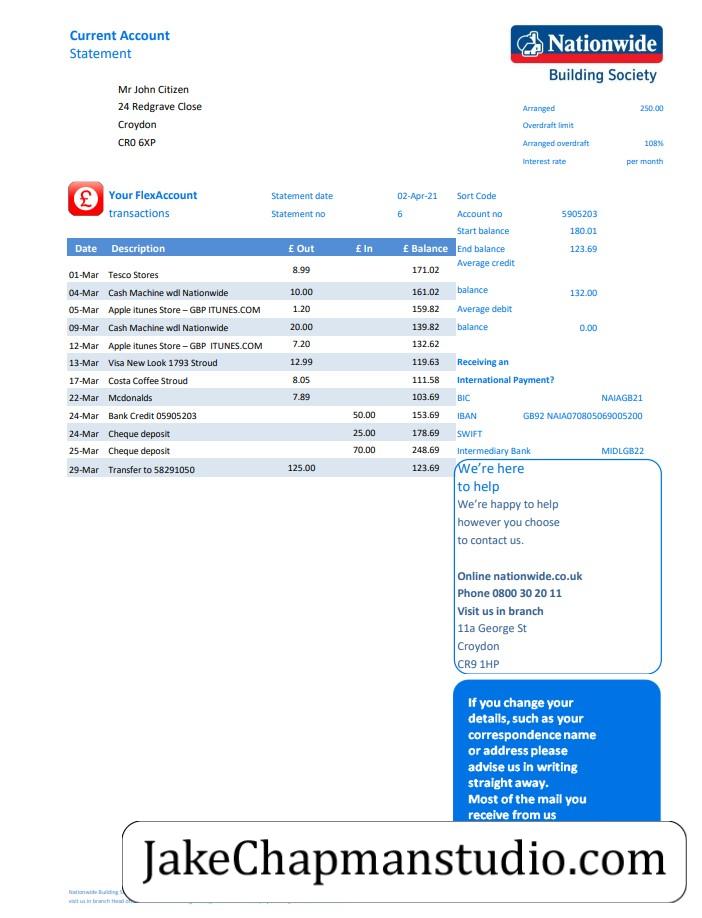 Current Account
Statement
Nationwide
Building Society
Mr John Citizen
24 Redgrave Close
Croydon
CR0 6XP
Arranged 250.00
Overdraft limit
Arranged overdraft 108%
Interest rate per month
£
Your FlexAccount
transactions
Statement date 02-Apr-21
Statement no 6
Sort Code
Account no 5905203
Start balance 180.01
End balance 123.69
Average credit
balance 132.00
Average debit
balance 0.00
Receiving an
International Payment?
BIC NAIAGB21
IBAN GB92 NAIA070805069005200
SWIFT
Intermediary Bank MIDLGB22
Date Description £ Out £ In £ Balance
01-Mar Tesco Stores 8.99 171.02
04-Mar Cash Machine wdl Nationwide 10.00 161.02
05-Mar Apple itunes Store – GBP ITUNES.COM 1.20 159.82
09-Mar Cash Machine wdl Nationwide 20.00 139.82
12-Mar Apple itunes Store – GBP ITUNES.COM 7.20 132.62
13-Mar Visa New Look 1793 Stroud 12.99 119.63
17-Mar Costa Coffee Stroud 8.05 111.58
22-Mar Mcdonalds 7.89 103.69
24-Mar Bank Credit 05905203 50.00 153.69
24-Mar Cheque deposit 25.00 178.69
25-Mar Cheque deposit 70.00 248.69
29-Mar Transfer to 58291050 125.00 123.69
We’re here
to help
We’re happy to help
however you choose
to contact us.
Online nationwide.co.uk
Phone 0800 30 20 11
Visit us in branch
11a George St
Croydon
CR9 1HP
If you change your
details, such as your
correspondence name
or address please
advise us in writing
straight away.
Most of the mail you
receive from us
JakeChapmanstudio.com
Nationwide Building
visit us in branch Head